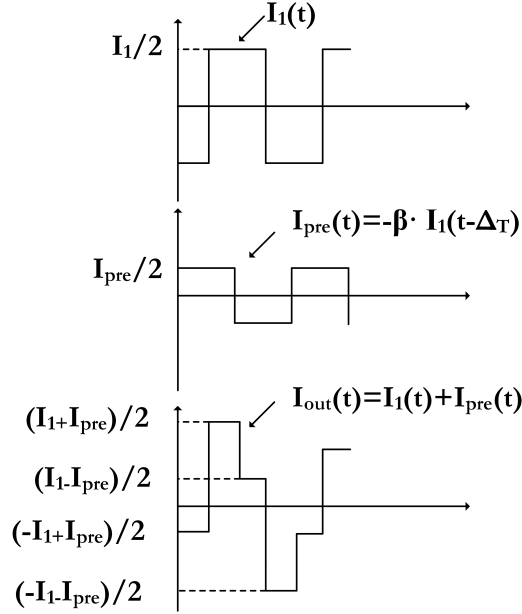 I₁(t)
I₁/2
Iₚᵣₑ(t)=-β· I₁(t-Δ_T)
Iₚᵣₑ/2
Iₒᵤₜ(t)=I₁(t)+Iₚᵣₑ(t)
(I₁₊Iₚᵣₑ)/2
(I₁₋Iₚᵣₑ)/2
(-I₁₊Iₚᵣₑ)/2
(-I₁₋Iₚᵣₑ)/2